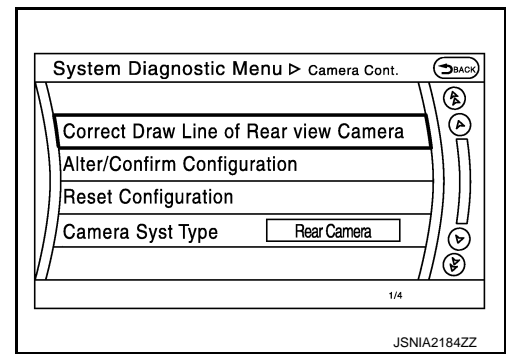 System Diagnostic Menu ▷ Camera Cont.
BACK
Correct Draw Line of Rear view Camera
Alter/Confirm Configuration
Reset Configuration
Camera Syst Type Rear Camera
1/4
JSNIA2184ZZ